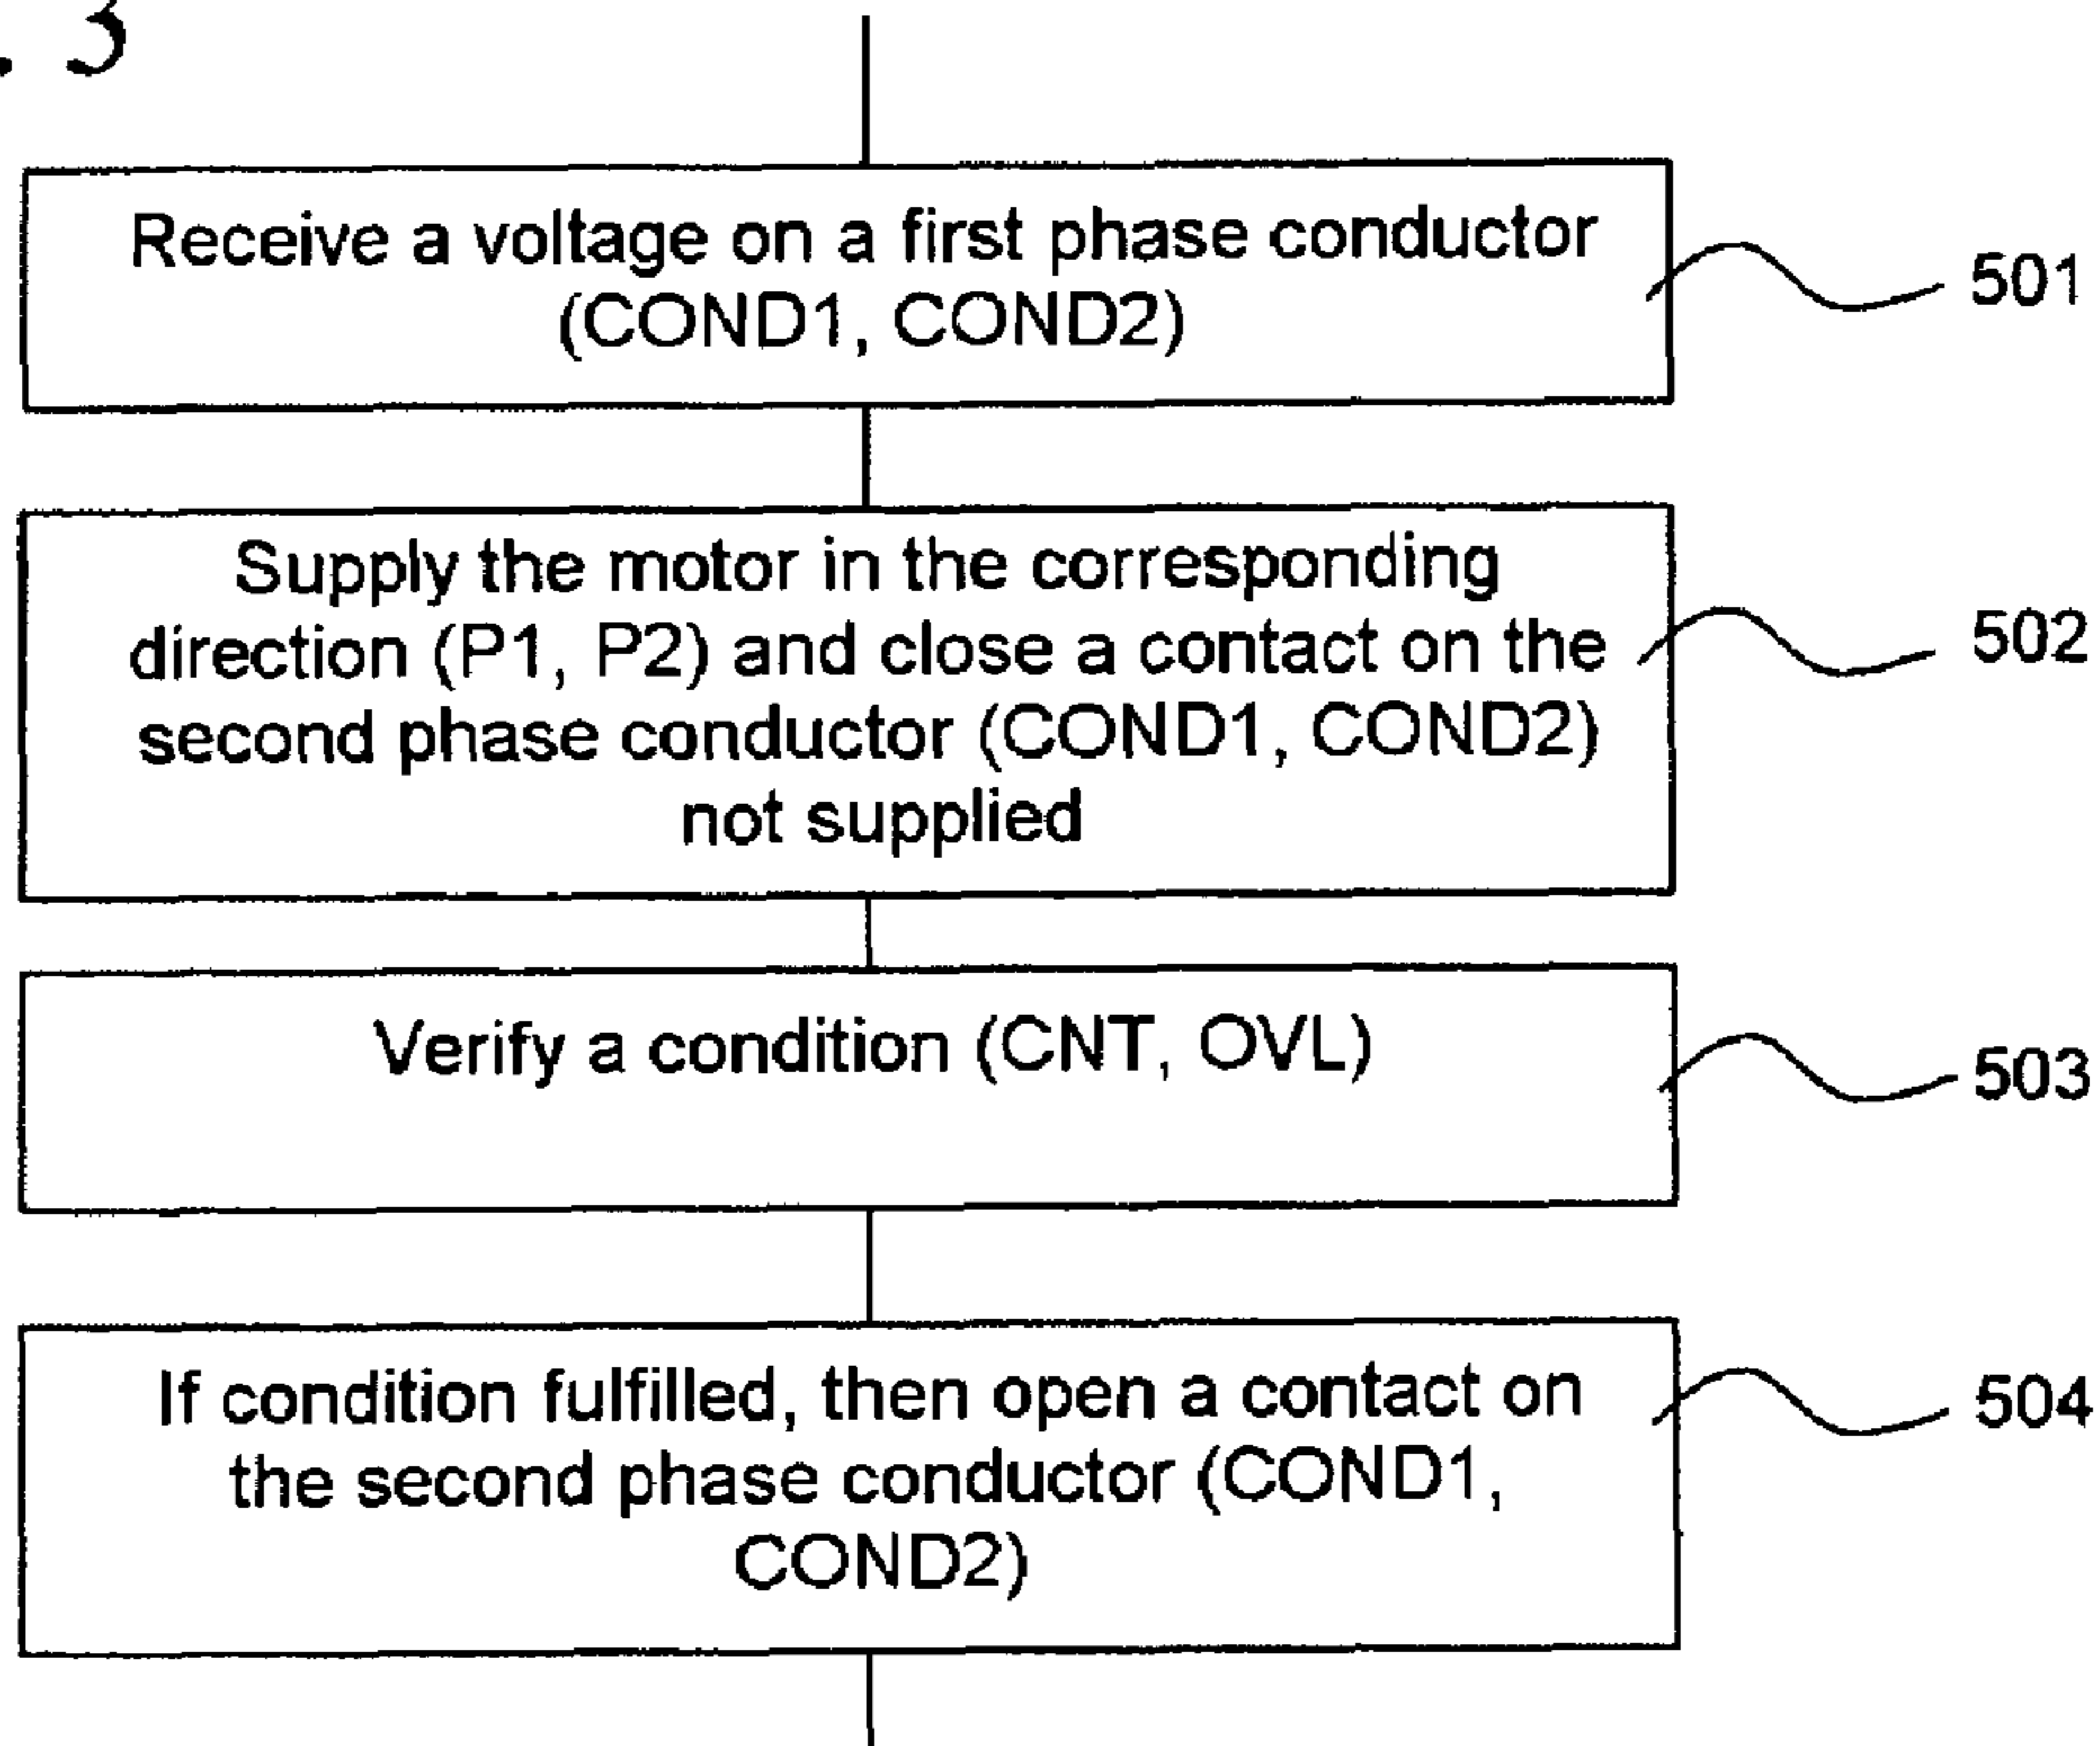 . 5
Receive a voltage on a first phase conductor
(COND1, COND2)
501
Supply the motor in the corresponding
direction (P1, P2) and close a contact on the
second phase conductor (COND1, COND2)
not supplied
502
Verify a condition (CNT, OVL)
503
If condition fulfilled, then open a contact on
the second phase conductor (COND1,
COND2)
504